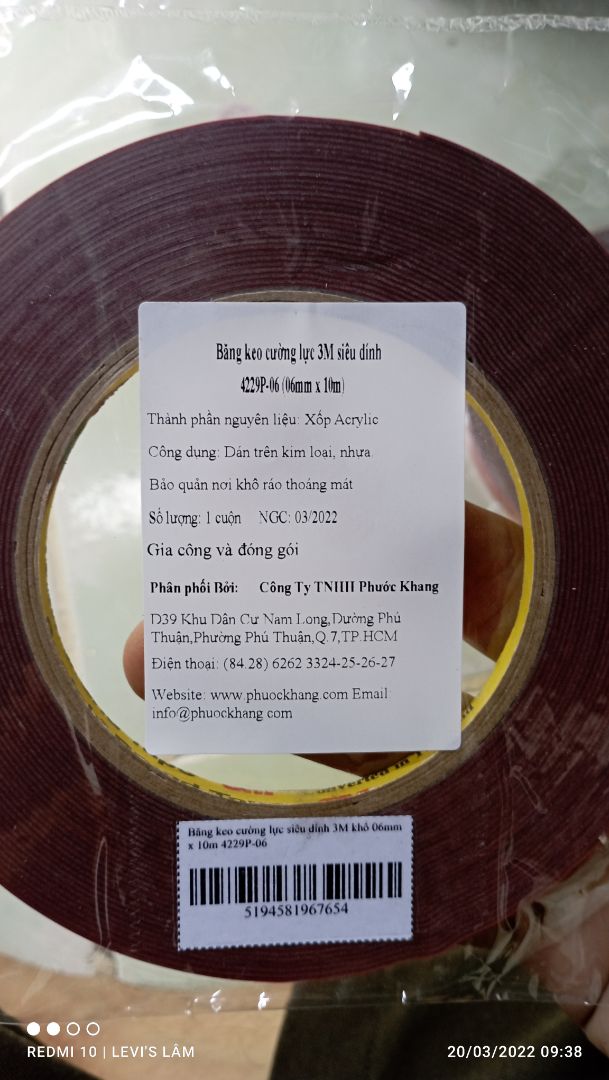 Băng keo cường lực 3M siêu dính
4229P-06 (06mm x 10m)
Thành phần nguyên liệu: Xốp Acrylic
Công dụng: Dán trên kim loại, nhựa.
Bảo quản nơi khô ráo thoáng mát
Số lượng: 1 cuộn NGC: 03/2022
Gia công và đóng gói
Phân phối Bởi: Công Ty TNHH Phước Khang
D39 Khu Dân Cư Nam Long,Đường Phú
Thuận,Phường Phú Thuận,Q.7,TP.HCM
Điện thoại: (84.28) 6262 3324-25-26-27
Website: www.phuockhang.com Email:
info@phuockhang.com
Băng keo cường lực siêu dính 3M khổ 06mm
x 10m 4229P-06
5194581967654
REDMI 10 | LEVI'S LÂM
20/03/2022 09:38